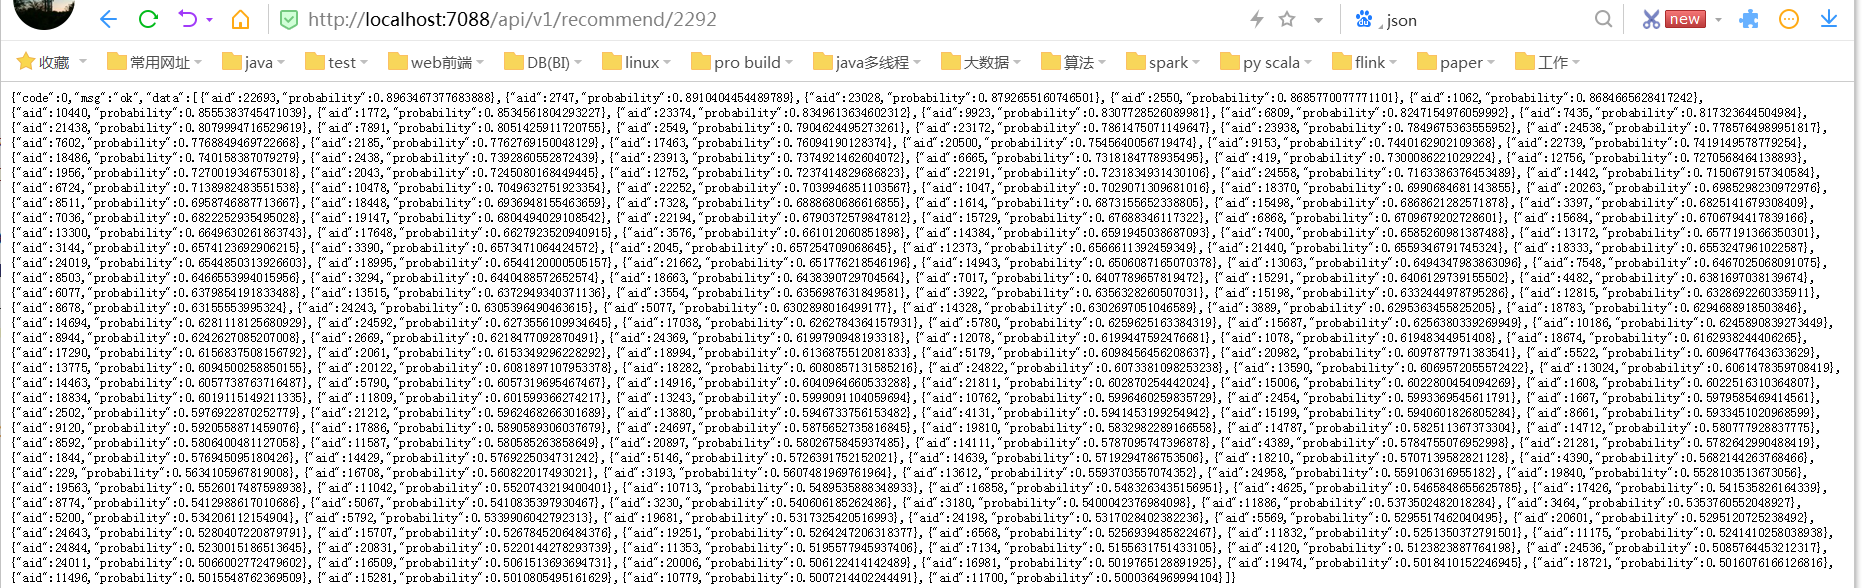 http://localhost:7088/api/v1/recommend/2292 json new
收藏 常用网址 java test web前端 DB(BI) linux pro build java多线程 大数据 算法 spark py scala flink paper 工作
{"code":0,"msg":"ok","data":[{"aid":22693,"probability":0.8963467377683888},{"aid":2747,"probability":0.8910404454489789},{"aid":23028,"probability":0.8792655160746501},{"aid":2550,"probability":0.8685770077771101},{"aid":1062,"probability":0.8684665628417242},
{"aid":10440,"probability":0.8555383745471039},{"aid":1772,"probability":0.8534561804293227},{"aid":23374,"probability":0.8349613634602312},{"aid":9923,"probability":0.8307728526089981},{"aid":6809,"probability":0.8247154976059992},{"aid":7435,"probability":0.817323644504984},
{"aid":21438,"probability":0.8079994716529619},{"aid":7891,"probability":0.8051425911720755},{"aid":2549,"probability":0.7904624495273261},{"aid":23172,"probability":0.7861475071149647},{"aid":23938,"probability":0.7849675363555952},{"aid":24538,"probability":0.7785764989951817},
{"aid":7602,"probability":0.7768849469722668},{"aid":2185,"probability":0.7762769150048129},{"aid":17463,"probability":0.76094190128374},{"aid":20500,"probability":0.7545640056719474},{"aid":9153,"probability":0.7440162902109368},{"aid":22739,"probability":0.7419149578779254},
{"aid":18486,"probability":0.740158387079279},{"aid":2438,"probability":0.7392860552872439},{"aid":23913,"probability":0.7374921462604072},{"aid":6665,"probability":0.7318184778935495},{"aid":419,"probability":0.7300086221029224},{"aid":12756,"probability":0.7270568464138893},
{"aid":1956,"probability":0.7270019346753018},{"aid":2043,"probability":0.7245080168449445},{"aid":12752,"probability":0.7237414829686823},{"aid":22191,"probability":0.7231834931430106},{"aid":24558,"probability":0.7163386376453489},{"aid":1442,"probability":0.7150679157340584},
{"aid":6724,"probability":0.7138982483551538},{"aid":10478,"probability":0.7049632751923354},{"aid":22252,"probability":0.7039946851103567},{"aid":1047,"probability":0.7029071309681016},{"aid":18370,"probability":0.6990684681143855},{"aid":20263,"probability":0.6985298230972976},
{"aid":8511,"probability":0.6958746887713667},{"aid":18448,"probability":0.6936948155463659},{"aid":7328,"probability":0.6888680686616855},{"aid":1614,"probability":0.6873155652338805},{"aid":15498,"probability":0.6868621282571878},{"aid":3397,"probability":0.6825141679308409},
{"aid":7036,"probability":0.6822252935495028},{"aid":19147,"probability":0.6804494029108542},{"aid":22194,"probability":0.6790372579847812},{"aid":15729,"probability":0.67688346117322},{"aid":6868,"probability":0.6709679202728601},{"aid":15684,"probability":0.6706794417839166},
{"aid":13300,"probability":0.6649630261863743},{"aid":17648,"probability":0.6627923520940915},{"aid":3576,"probability":0.661012060851898},{"aid":14384,"probability":0.6591945038687093},{"aid":7400,"probability":0.6585260981387488},{"aid":13172,"probability":0.6577191366350301},
{"aid":3144,"probability":0.6574123692906215},{"aid":3390,"probability":0.6573471064424572},{"aid":2045,"probability":0.657254709068645},{"aid":12373,"probability":0.6566611392459349},{"aid":21440,"probability":0.6559346791745324},{"aid":18333,"probability":0.6553247961022587},
{"aid":24019,"probability":0.6544850313926603},{"aid":18995,"probability":0.6544120000505157},{"aid":21662,"probability":0.651776218546196},{"aid":14943,"probability":0.6506087165070378},{"aid":13063,"probability":0.6494347983863096},{"aid":7548,"probability":0.6467025068091075},
{"aid":8503,"probability":0.6466553994015956},{"aid":3294,"probability":0.6440488572652574},{"aid":18663,"probability":0.643839072970 4564},{"aid":7017,"probability":0.6407789657819472},{"aid":15291,"probability":0.6406129739155502},{"aid":4482,"probability":0.6381697038139674},
{"aid":6077,"probability":0.6379854191833488},{"aid":13515,"probability":0.6372949340371136},{"aid":3554,"probability":0.6356987631849581},{"aid":3922,"probability":0.6356328260507031},{"aid":15198,"probability":0.6332444978795286},{"aid":12815,"probability":0.6328692260335911},
{"aid":8678,"probability":0.63155553995324},{"aid":24243,"probability":0.6305396490463615},{"aid":5077,"probability":0.6302898016499177},{"aid":14328,"probability":0.6302697051046589},{"aid":3889,"probability":0.6295363455825205},{"aid":18783,"probability":0.6294688918503846},
{"aid":14694,"probability":0.6281118125680929},{"aid":24592,"probability":0.6273556109934645},{"aid":17038,"probability":0.6262784364157931},{"aid":5780,"probability":0.6259625163384319},{"aid":15687,"probability":0.6256380339269949},{"aid":10186,"probability":0.6245890839273449},
{"aid":8944,"probability":0.6242627085207008},{"aid":2669,"probability":0.6218477092870491},{"aid":24369,"probability":0.6199790948193318},{"aid":12078,"probability":0.6199447592476681},{"aid":1078,"probability":0.61948344951408},{"aid":18674,"probability":0.6162938244406265},
{"aid":17290,"probability":0.6156837508156792},{"aid":2061,"probability":0.6153349296228292},{"aid":18994,"probability":0.6136875512081833},{"aid":5179,"probability":0.6098456456208637},{"aid":20982,"probability":0.6097877971383541},{"aid":5522,"probability":0.6096477643633629},
{"aid":13775,"probability":0.6094500258850155},{"aid":20122,"probability":0.6081897107953378},{"aid":18282,"probability":0.6080857131585216},{"aid":24822,"probability":0.6073381098253238},{"aid":13590,"probability":0.6069572055572422},{"aid":13024,"probability":0.6061478359708419},
{"aid":14463,"probability":0.6057738763716487},{"aid":5790,"probability":0.6057319695467467},{"aid":14916,"probability":0.6040964660533288},{"aid":21811,"probability":0.602870254442024},{"aid":15006,"probability":0.6022800454094269},{"aid":1608,"probability":0.6022516310364807},
{"aid":18834,"probability":0.6019115149211335},{"aid":11809,"probability":0.601599366274217},{"aid":13243,"probability":0.5999091104059694},{"aid":10762,"probability":0.5996460259835729},{"aid":2454,"probability":0.5993369545611791},{"aid":1667,"probability":0.5979585469414561},
{"aid":2502,"probability":0.5976922870252779},{"aid":21212,"probability":0.5962468266301689},{"aid":13880,"probability":0.5946733756153482},{"aid":4131,"probability":0.5941453199254942},{"aid":15199,"probability":0.5940601826805284},{"aid":8661,"probability":0.5933451020968599},
{"aid":9120,"probability":0.5920558871459076},{"aid":17886,"probability":0.589058930603767 9},{"aid":24697,"probability":0.5875652735816845},{"aid":19810,"probability":0.5832982289166558},{"aid":14787,"probability":0.582511367373304},{"aid":14712,"probability":0.580777928837775},
{"aid":8592,"probability":0.5806400481127058},{"aid":11587,"probability":0.580585263858649},{"aid":20897,"probability":0.5802675845937485},{"aid":14111,"probability":0.5787095747396878},{"aid":4389,"probability":0.5784755076952998},{"aid":21281,"probability":0.5782642990488419},
{"aid":1844,"probability":0.576945095180426},{"aid":14429,"probability":0.5769225034731242},{"aid":5146,"probability":0.5726391752152021},{"aid":14639,"probability":0.5719294786753506},{"aid":18210,"probability":0.5707139582821128},{"aid":4390,"probability":0.5682144263768466},
{"aid":229,"probability":0.5634105967819008},{"aid":16708,"probability":0.560822017493021},{"aid":3193,"probability":0.5607481969761964},{"aid":13612,"probability":0.5593703557074352},{"aid":24958,"probability":0.559106316955182},{"aid":19840,"probability":0.5528103513673056},
{"aid":19563,"probability":0.5526017487598938},{"aid":11042,"probability":0.5520743219400401},{"aid":10713,"probability":0.5489535888348933},{"aid":16858,"probability":0.5483263435156951},{"aid":4625,"probability":0.5465848655625785},{"aid":17426,"probability":0.541535826164339},
{"aid":8774,"probability":0.5412988617010686},{"aid":5067,"probability":0.5410835397930467},{"aid":3230,"probability":0.540606185262486},{"aid":3180,"probability":0.5400042376984098},{"aid":11886,"probability":0.5373502482018284},{"aid":3464,"probability":0.5353760552048927},
{"aid":5200,"probability":0.534206112154904},{"aid":5792,"probability":0.5339906042792313},{"aid":19681,"probability":0.5317325420516993},{"aid":24198,"probability":0.5317028402382236},{"aid":5569,"probability":0.5295517462040495},{"aid":20601,"probability":0.5295120725238492},
{"aid":24643,"probability":0.5280407220879791},{"aid":15707,"probability":0.5267845206484376},{"aid":19251,"probability":0.5264247206318377},{"aid":6568,"probability":0.5256939485822467},{"aid":11832,"probability":0.5251350372791501},{"aid":11175,"probability":0.5241410258038938},
{"aid":24844,"probability":0.5230015186513645},{"aid":20831,"probability":0.5220144278293739},{"aid":11353,"probability":0.5195577945937406},{"aid":7134,"probability":0.5155631751433105},{"aid":4120,"probability":0.5123823887764198},{"aid":24536,"probability":0.5085764453212317},
{"aid":24011,"probability":0.5066002772479602},{"aid":16509,"probability":0.5061513693694731},{"aid":20006,"probability":0.506122414142489},{"aid":16981,"probability":0.5019765128891925},{"aid":19474,"probability":0.5018410152246945},{"aid":18721,"probability":0.5016076166126816},
{"aid":11496,"probability":0.5015548762369509},{"aid":15281,"probability":0.5010805495161629},{"aid":10779,"probability":0.5007214402244491},{"aid":11700,"probability":0.5000364969994104}]}